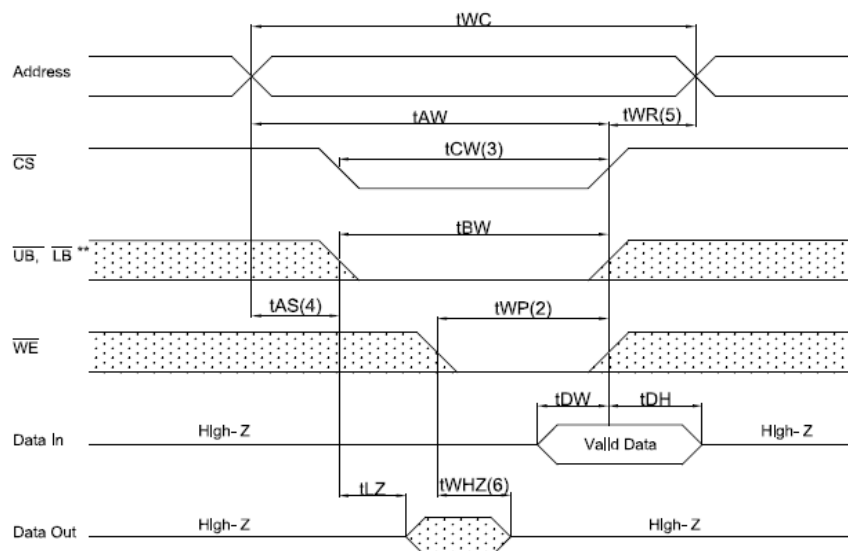 tWC
Address
tAW
tWR(5)
tCW(3)
CS
tBW
UB, LB **
tAS(4)
tWP(2)
WE
tDW
tDH
HIgh-Z
Data In
VaIId Data
HIgh-Z
tLZ
tWHZ(6)
HIgh-Z
Data Out
HIgh-Z